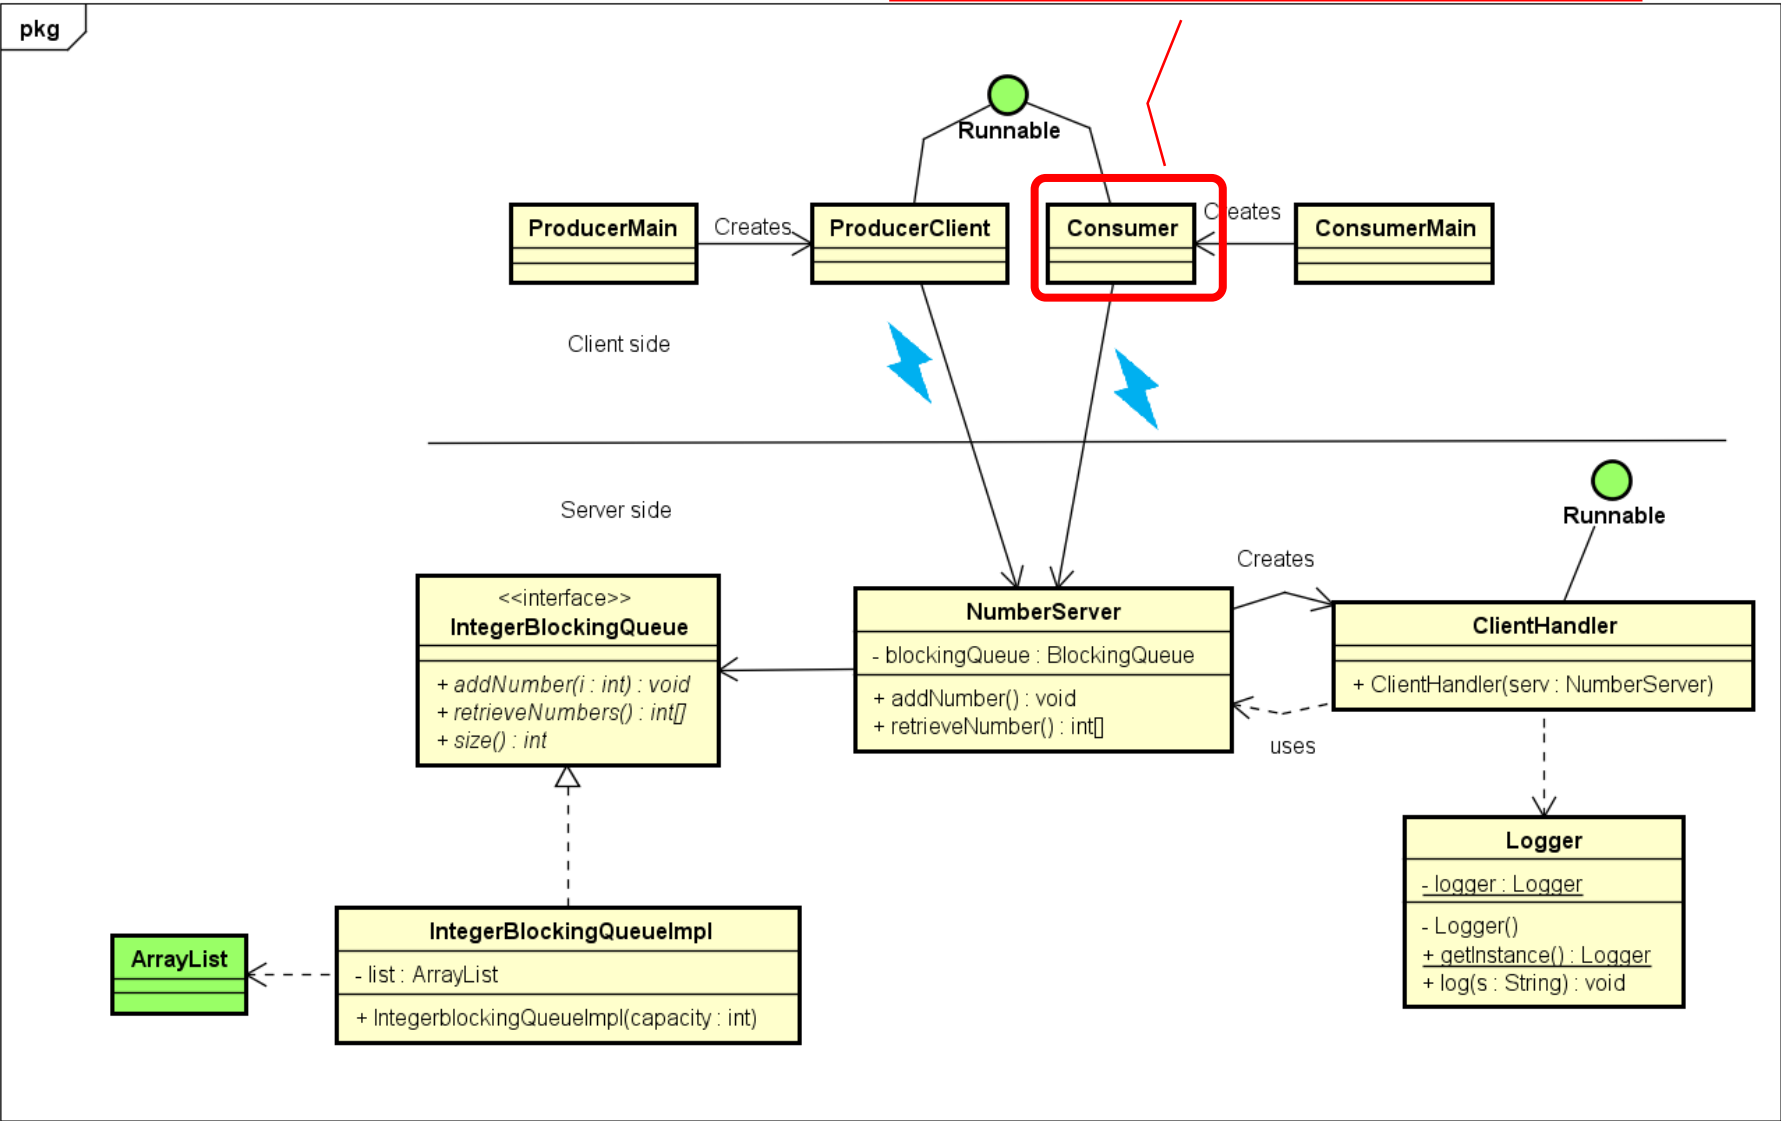 pkg
Runnable
ProducerMain
Creates
ProducerClient
Consumer
Creates
ConsumerMain
Client side
Server side
Runnable
<<interface>>
IntegerBlockingQueue
+ addNumber(i : int) : void
+ retrieveNumbers() : int[]
+ size() : int
NumberServer
- blockingQueue : BlockingQueue
+ addNumber() : void
+ retrieveNumber() : int[]
Creates
uses
ClientHandler
+ ClientHandler(serv : NumberServer)
Logger
- logger : Logger
- Logger()
+ getInstance() : Logger
+ log(s : String) : void
ArrayList
IntegerBlockingQueueImpl
- list : ArrayList
+ IntegerblockingQueueImpl(capacity : int)